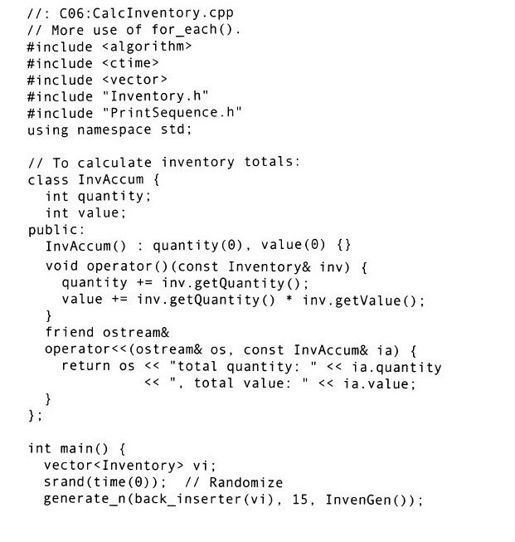 //: C06:CalcInventory.cpp
// More use of for_each().
#include <algorithm>
#include <ctime>
#include <vector>
#include "Inventory.h"
#include "PrintSequence.h"
using namespace std;

// To calculate inventory totals:
class InvAccum {
  int quantity;
  int value;
public:
  InvAccum() : quantity(0), value(0) {}
  void operator()(const Inventory& inv) {
    quantity += inv.getQuantity();
    value += inv.getQuantity() * inv.getValue();
  }
  friend ostream&
  operator<<(ostream& os, const InvAccum& ia) {
    return os << "total quantity: " << ia.quantity
              << ", total value: " << ia.value;
  }
};

int main() {
  vector<Inventory> vi;
  srand(time(0));  // Randomize
  generate_n(back_inserter(vi), 15, InvenGen());